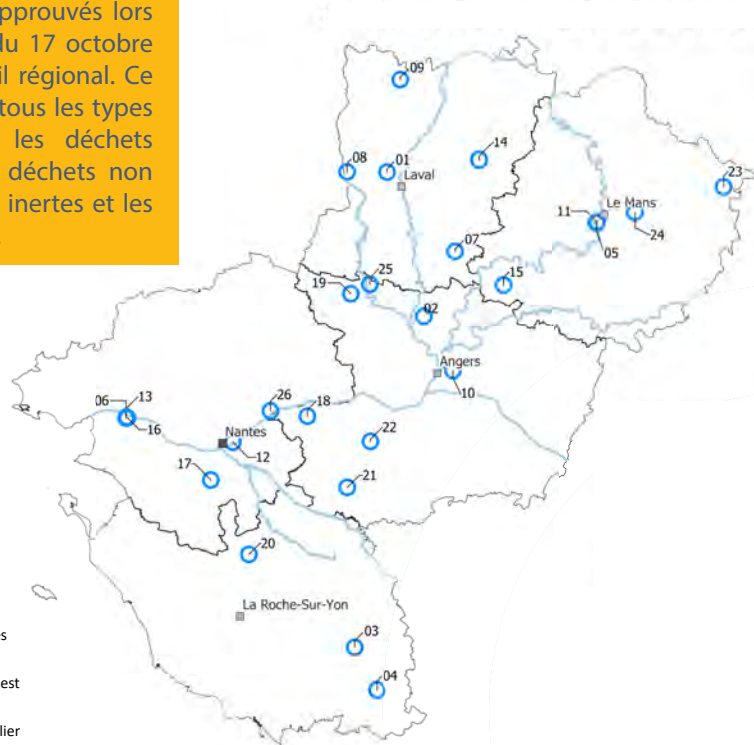 pprouvés lors
du 17 octobre
il régional. Ce
tous les types
les déchets
déchets non
inertes et les
09
08
01
14
Laval
23
11
Le Mans
24
05
07
25
15
19
02
Angers
10
06
13
16
26
18
Nantes
12
22
17
21
20
La Roche-Sur-Yon
03
04
es
est
lier